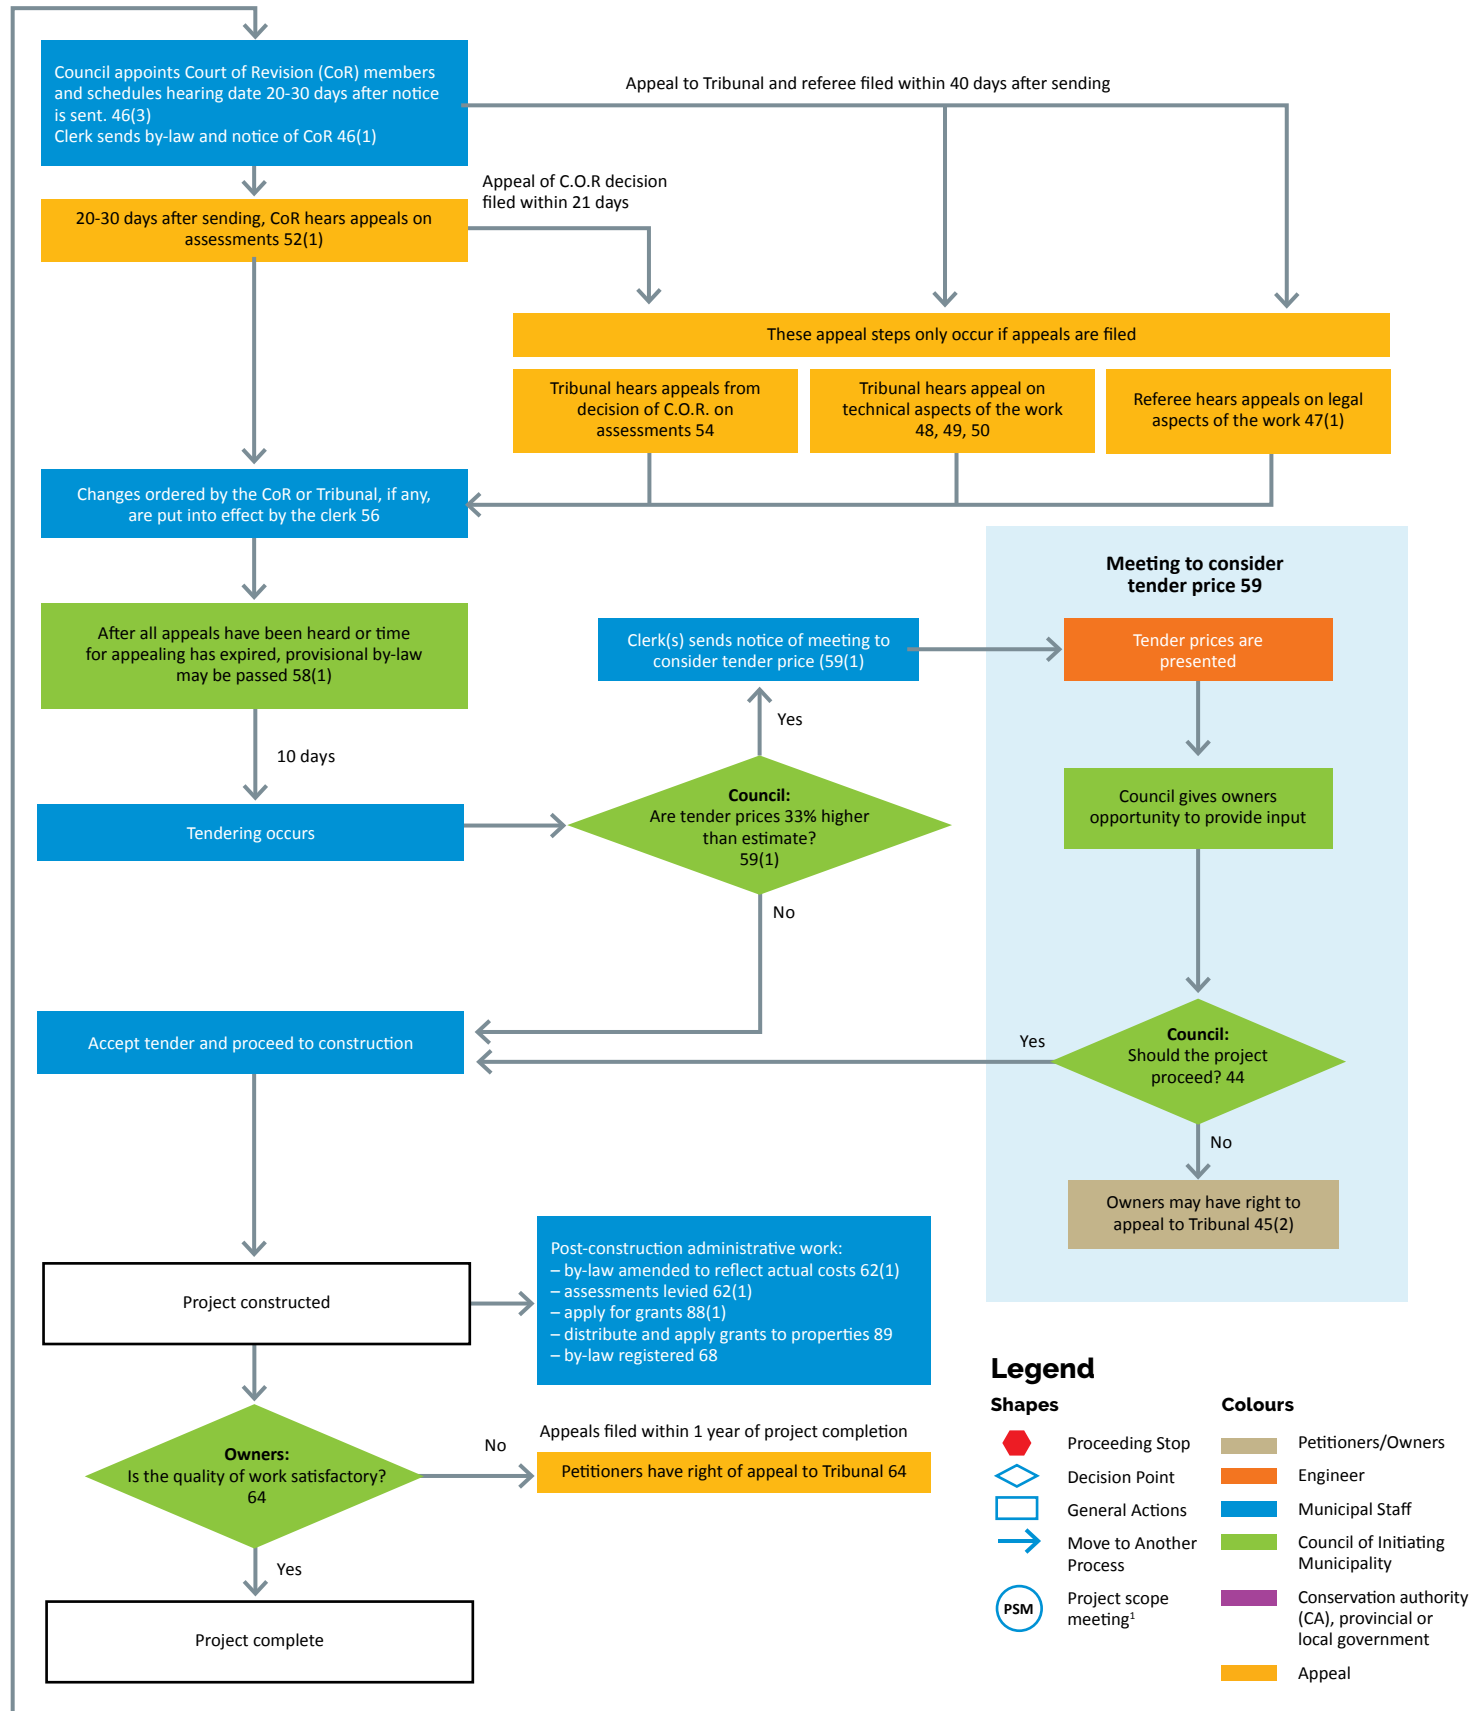 Council appoints Court of Revision (CoR) members
and schedules hearing date 20-30 days after notice
is sent. 46(3)
Clerk sends by-law and notice of CoR 46(1)
Appeal to Tribunal and referee filed within 40 days after sending
Appeal of C.O.R decision
filed within 21 days
20-30 days after sending, CoR hears appeals on
assessments 52(1)
These appeal steps only occur if appeals are filed
Tribunal hears appeals from
decision of C.O.R. on
assessments 54
Tribunal hears appeal on
technical aspects of the work
48, 49, 50
Referee hears appeals on legal
aspects of the work 47(1)
Changes ordered by the CoR or Tribunal, if any,
are put into effect by the clerk 56
After all appeals have been heard or time
for appealing has expired, provisional by-law
may be passed 58(1)
10 days
Tendering occurs
Clerk(s) sends notice of meeting to
consider tender price (59(1)
Yes
Council:
Are tender prices 33% higher
than estimate?
59(1)
No
Meeting to consider
tender price 59
Tender prices are
presented
Council gives owners
opportunity to provide input
Council:
Should the project
proceed? 44
Yes
No
Owners may have right to
appeal to Tribunal 45(2)
Accept tender and proceed to construction
Project constructed
Post-construction administrative work:
– by-law amended to reflect actual costs 62(1)
– assessments levied 62(1)
– apply for grants 88(1)
– distribute and apply grants to properties 89
– by-law registered 68
Owners:
Is the quality of work satisfactory?
64
No
Appeals filed within 1 year of project completion
Petitioners have right of appeal to Tribunal 64
Yes
Project complete
Legend
Shapes
Proceeding Stop
Decision Point
General Actions
Move to Another
Process
PSM
Project scope
meeting1
Colours
Petitioners/Owners
Engineer
Municipal Staff
Council of Initiating
Municipality
Conservation authority
(CA), provincial or
local government
Appeal